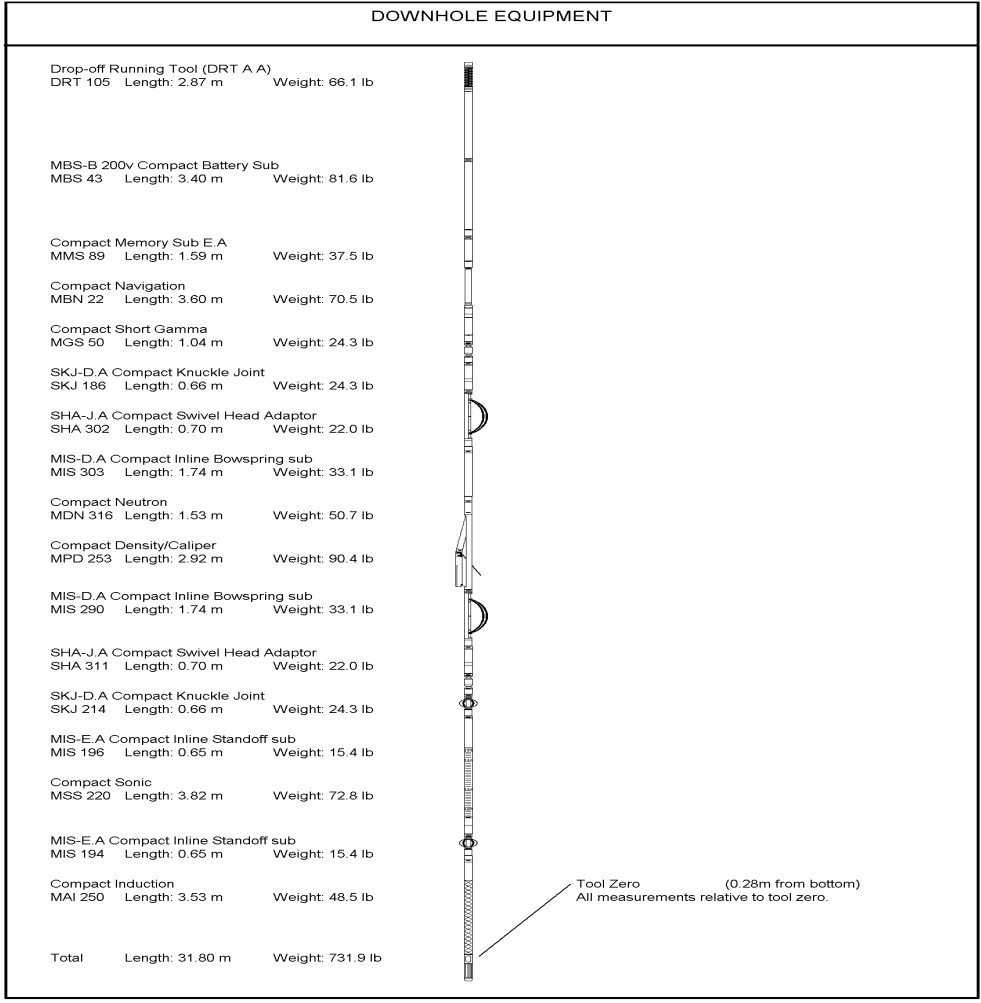 DOWNHOLE EQUIPMENT
Drop-off Running Tool (DRT A A)
DRT 105 Length: 2.87 m Weight: 66.1 lb
MBS-B 200v Compact Battery Sub
MBS 43 Length: 3.40 m Weight: 81.6 lb
Compact Memory Sub E.A
MMS 89 Length: 1.59 m Weight: 37.5 lb
Compact Navigation
MBN 22 Length: 3.60 m Weight: 70.5 lb
Compact Short Gamma
MGS 50 Length: 1.04 m Weight: 24.3 lb
SKJ-D.A Compact Knuckle Joint
SKJ 186 Length: 0.66 m Weight: 24.3 lb
SHA-J.A Compact Swivel Head Adaptor
SHA 302 Length: 0.70 m Weight: 22.0 lb
MIS-D.A Compact Inline Bowspring sub
MIS 303 Length: 1.74 m Weight: 33.1 lb
Compact Neutron
MDN 316 Length: 1.53 m Weight: 50.7 lb
Compact Density/Caliper
MPD 253 Length: 2.92 m Weight: 90.4 lb
MIS-D.A Compact Inline Bowspring sub
MIS 290 Length: 1.74 m Weight: 33.1 lb
SHA-J.A Compact Swivel Head Adaptor
SHA 311 Length: 0.70 m Weight: 22.0 lb
SKJ-D.A Compact Knuckle Joint
SKJ 214 Length: 0.66 m Weight: 24.3 lb
MIS-E.A Compact Inline Standoff sub
MIS 196 Length: 0.65 m Weight: 15.4 lb
Compact Sonic
MSS 220 Length: 3.82 m Weight: 72.8 lb
MIS-E.A Compact Inline Standoff sub
MIS 194 Length: 0.65 m Weight: 15.4 lb
Compact Induction
MAI 250 Length: 3.53 m Weight: 48.5 lb
Tool Zero (0.28m from bottom)
All measurements relative to tool zero.
Total Length: 31.80 m Weight: 731.9 lb